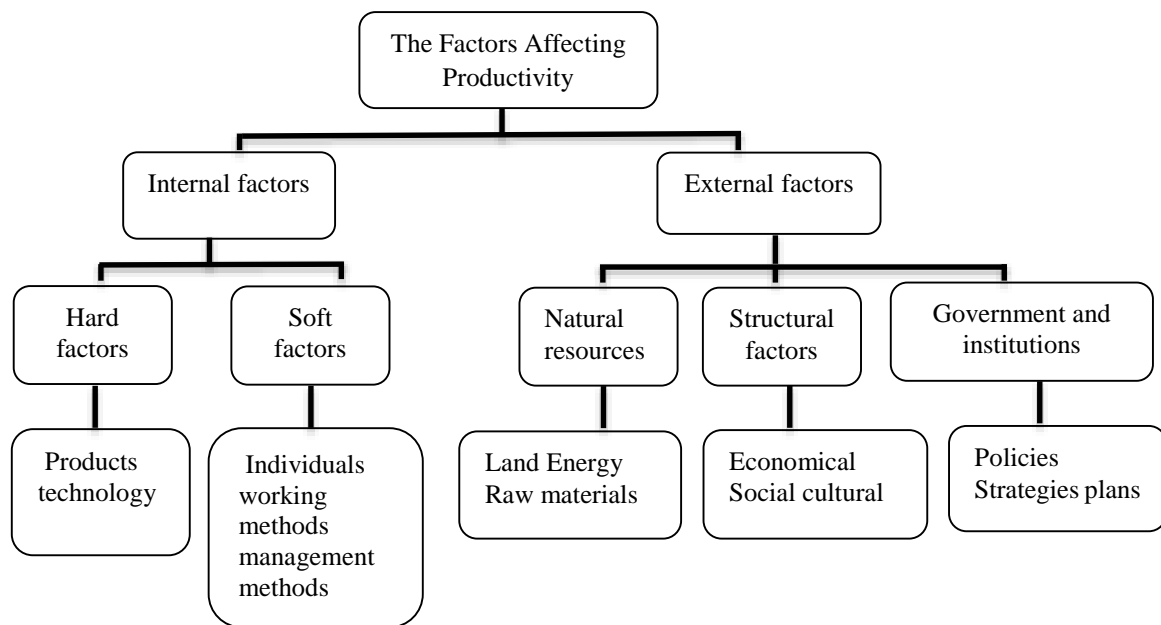 The Factors Affecting
Productivity
Internal factors
External factors
Hard
factors
Soft
factors
Natural
resources
Structural
factors
Government and
institutions
Products
technology
Individuals
working
methods
management
methods
Land Energy
Raw materials
Economical
Social cultural
Policies
Strategies plans